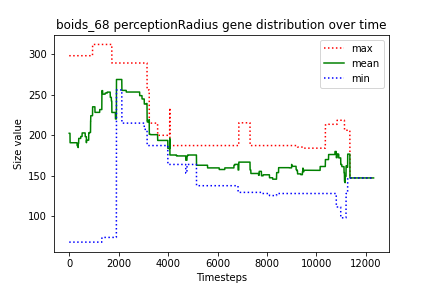 boids_68 perceptionRadius gene distribution over time
max
mean
min
Size value
300
250
200
150
100
0 2000 4000 6000 8000 10000 12000
Timesteps